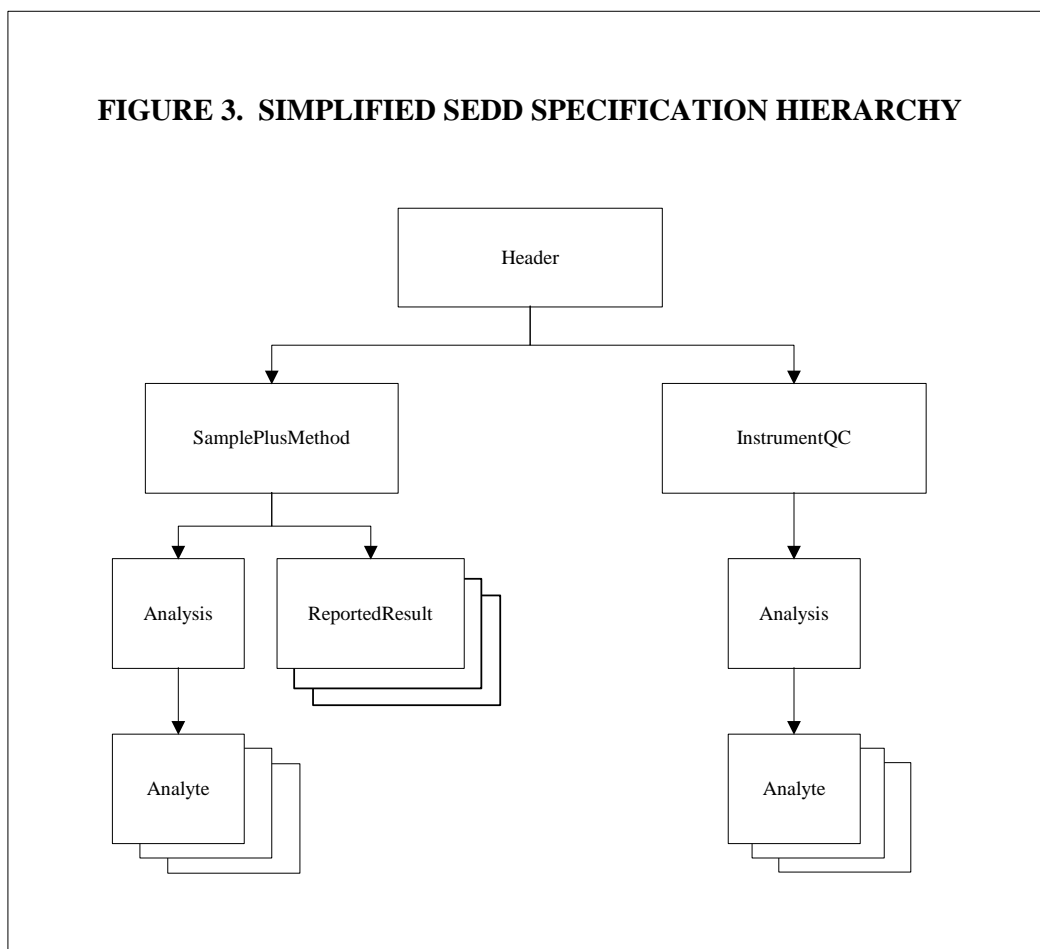 FIGURE 3. SIMPLIFIED SEDD SPECIFICATION HIERARCHY
Header
SamplePlusMethod
InstrumentQC
Analysis
ReportedResult
Analysis
Analyte
Analyte